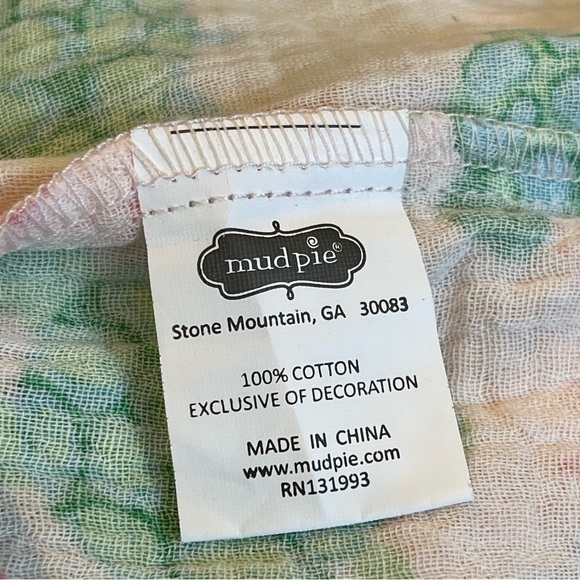 mud pie®
Stone Mountain, GA 30083
100% COTTON
EXCLUSIVE OF DECORATION
MADE IN CHINA
www.mudpie.com
RN131993